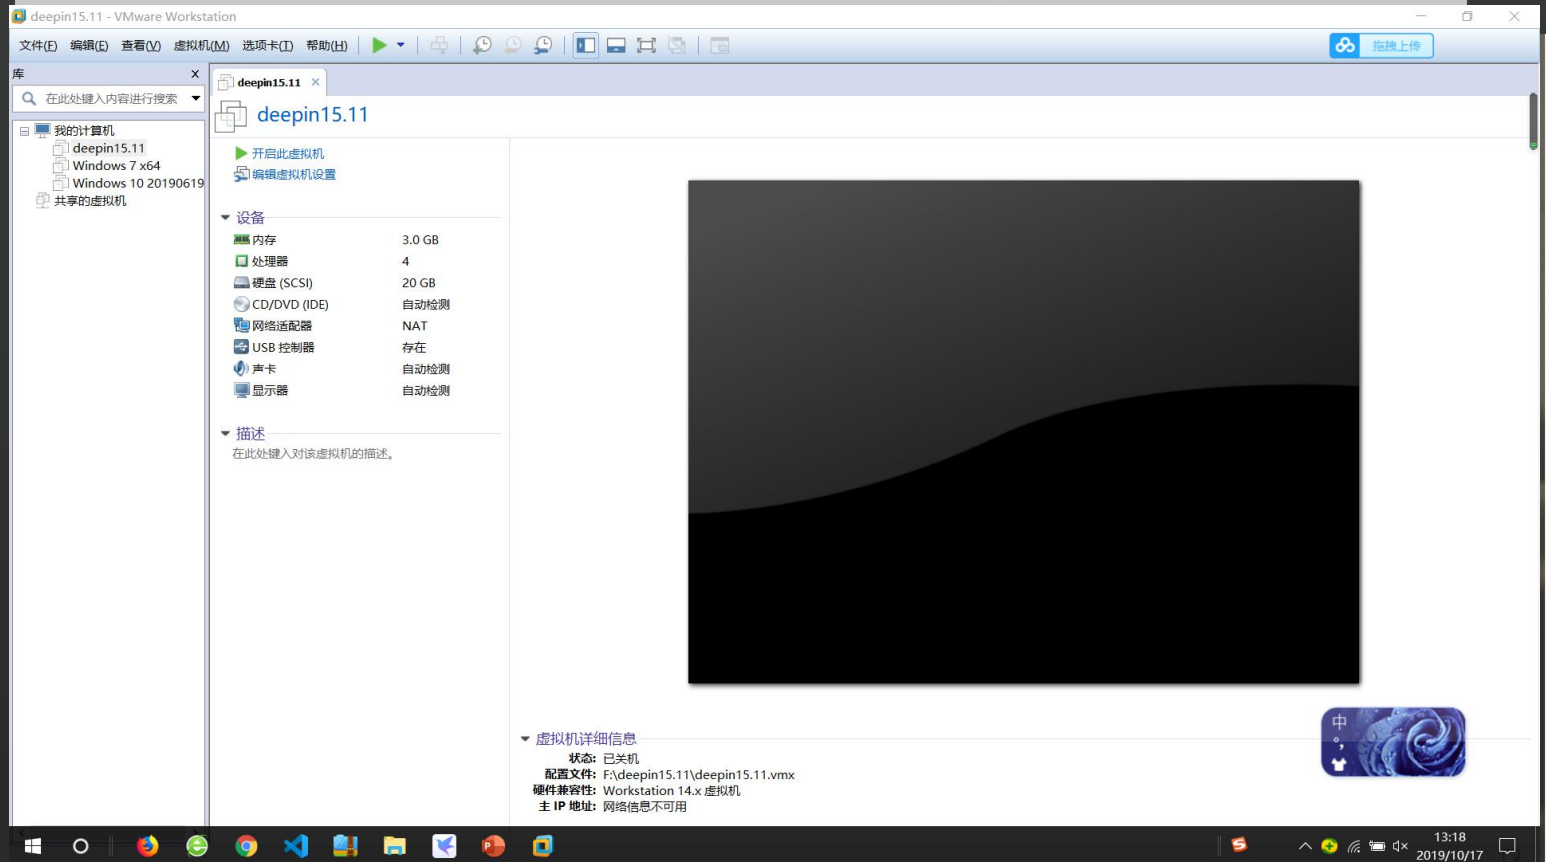 deepin15.11 - VMware Workstation
文件(F) 编辑(E) 查看(V) 虚拟机(M) 选项卡(T) 帮助(H)
拖拽上传
库 X
在此处键入内容进行搜索
我的计算机
deepin15.11
Windows 7 x64
Windows 10 20190619
共享的虚拟机
deepin15.11
deepin15.11
开启此虚拟机
编辑虚拟机设置
设备
内存 3.0 GB
处理器 4
硬盘 (SCSI) 20 GB
CD/DVD (IDE) 自动检测
网络适配器 NAT
USB 控制器 存在
声卡 自动检测
显示器 自动检测
描述
在此处键入对该虚拟机的描述。
中
虚拟机详细信息
状态: 已关机
配置文件: F:\deepin15.11\deepin15.11.vmx
硬件兼容性: Workstation 14.x 虚拟机
主 IP 地址: 网络信息不可用
13:18
2019/10/17